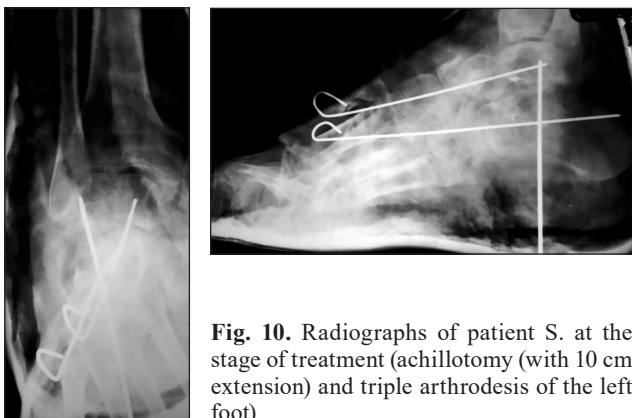 Fig. 10. Radiographs of patient S. at the
stage of treatment (achillotomy (with 10 cm
extension) and triple arthrodesis of the left
foot)